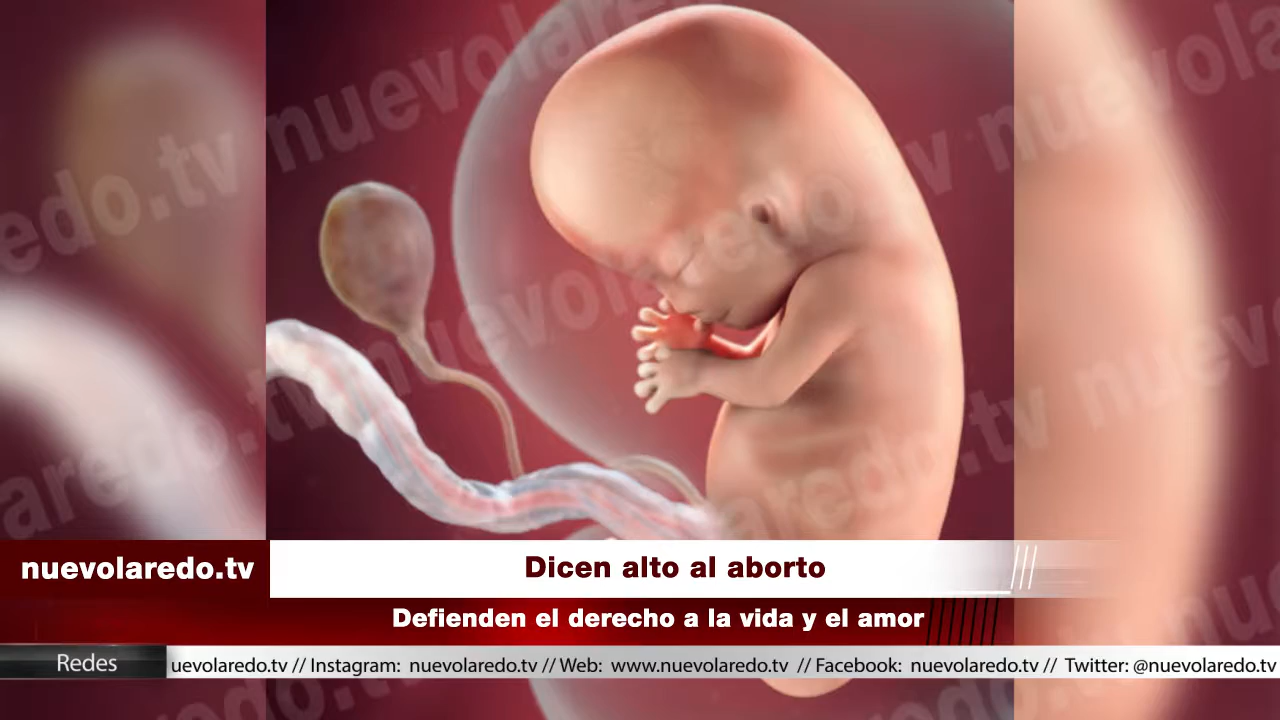 nuevolaredo.tv
Dicen alto al aborto
Defienden el derecho a la vida y el amor
Redes
uevolaredo.tv // Instagram: nuevolaredo.tv // Web: www.nuevolaredo.tv // Facebook: nuevolaredo.tv // Twitter: @nuevolaredo.tv